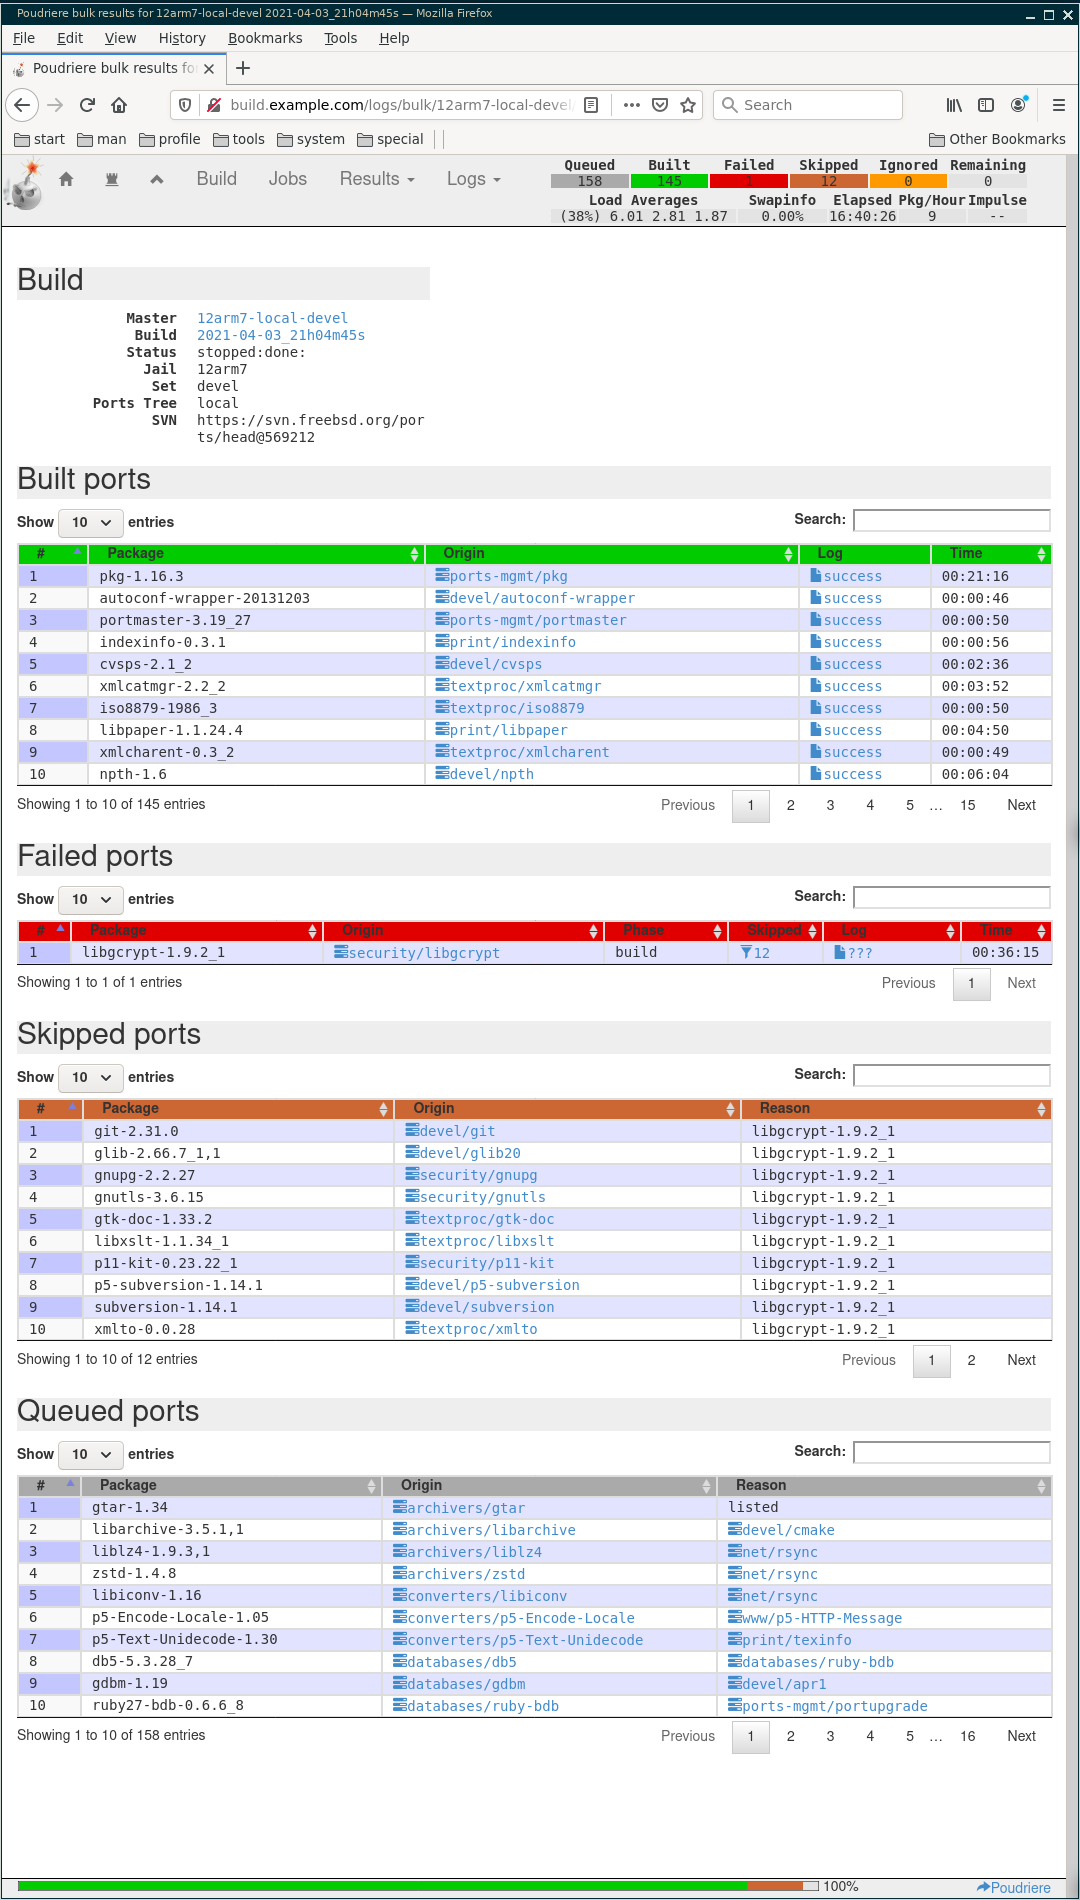 Poudriere bulk results for 12arm7-local-devel 2021-04-03_21h04m45s — Mozilla Firefox
File Edit View History Bookmarks Tools Help
Poudriere bulk results fo
build.example.com/logs/bulk/12arm7-local-devel Search
start man profile tools system special Other Bookmarks
Build Jobs Results Logs
Queued Built Failed Skipped Ignored Remaining
158 145 1 12 0 0
Load Averages Swapinfo Elapsed Pkg/Hour Impulse
(38%) 6.01 2.81 1.87 0.00% 16:40:26 9 --
Build
Master 12arm7-local-devel
Build 2021-04-03_21h04m45s
Status stopped:done:
Jail 12arm7
Set devel
Ports Tree local
SVN https://svn.freebsd.org/por
ts/head@569212
Built ports
Show 10 entries Search:
# Package Origin Log Time
1 pkg-1.16.3 ports-mgmt/pkg success 00:21:16
2 autoconf-wrapper-20131203 devel/autoconf-wrapper success 00:00:46
3 portmaster-3.19_27 ports-mgmt/portmaster success 00:00:50
4 indexinfo-0.3.1 print/indexinfo success 00:00:56
5 cvsps-2.1_2 devel/cvsps success 00:02:36
6 xmlcatmgr-2.2_2 textproc/xmlcatmgr success 00:03:52
7 iso8879-1986_3 textproc/iso8879 success 00:00:50
8 libpaper-1.1.24.4 print/libpaper success 00:04:50
9 xmlcharent-0.3_2 textproc/xmlcharent success 00:00:49
10 npth-1.6 devel/npth success 00:06:04
Showing 1 to 10 of 145 entries Previous 1 2 3 4 5 … 15 Next
Failed ports
Show 10 entries Search:
# Package Origin Phase Skipped Log Time
1 libgcrypt-1.9.2_1 security/libgcrypt build 12 ??? 00:36:15
Showing 1 to 1 of 1 entries Previous 1 Next
Skipped ports
Show 10 entries Search:
# Package Origin Reason
1 git-2.31.0 devel/git libgcrypt-1.9.2_1
2 glib-2.66.7_1,1 devel/glib20 libgcrypt-1.9.2_1
3 gnupg-2.2.27 security/gnupg libgcrypt-1.9.2_1
4 gnutls-3.6.15 security/gnutls libgcrypt-1.9.2_1
5 gtk-doc-1.33.2 textproc/gtk-doc libgcrypt-1.9.2_1
6 libxslt-1.1.34_1 textproc/libxslt libgcrypt-1.9.2_1
7 p11-kit-0.23.22_1 security/p11-kit libgcrypt-1.9.2_1
8 p5-subversion-1.14.1 devel/p5-subversion libgcrypt-1.9.2_1
9 subversion-1.14.1 devel/subversion libgcrypt-1.9.2_1
10 xmlto-0.0.28 textproc/xmlto libgcrypt-1.9.2_1
Showing 1 to 10 of 12 entries Previous 1 2 Next
Queued ports
Show 10 entries Search:
# Package Origin Reason
1 gtar-1.34 archivers/gtar listed
2 libarchive-3.5.1,1 archivers/libarchive devel/cmake
3 liblz4-1.9.3,1 archivers/liblz4 net/rsync
4 zstd-1.4.8 archivers/zstd net/rsync
5 libiconv-1.16 converters/libiconv net/rsync
6 p5-Encode-Locale-1.05 converters/p5-Encode-Locale www/p5-HTTP-Message
7 p5-Text-Unidecode-1.30 converters/p5-Text-Unidecode print/texinfo
8 db5-5.3.28_7 databases/db5 databases/ruby-bdb
9 gdbm-1.19 databases/gdbm devel/apr1
10 ruby27-bdb-0.6.6_8 databases/ruby-bdb ports-mgmt/portupgrade
Showing 1 to 10 of 158 entries Previous 1 2 3 4 5 … 16 Next
100% Poudriere